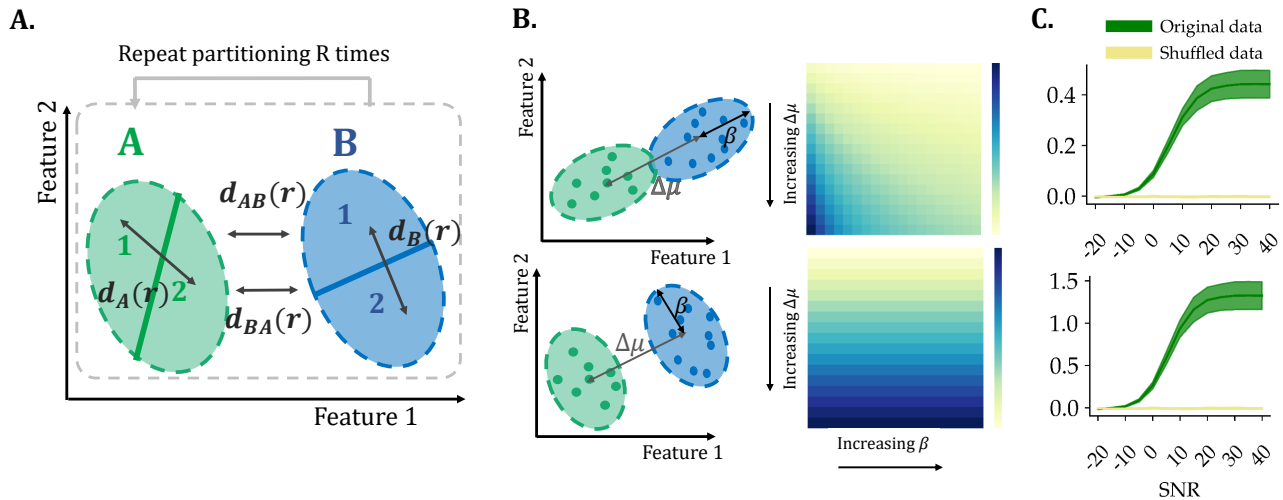 A.
Repeat partitioning R times
Feature 2
A
B
1
2
d_A(r)
d_AB(r)
d_BA(r)
1
2
d_B(r)
Feature 1
B.
Feature 2
β
Δμ
Feature 1
Increasing Δμ
Feature 2
β
Δμ
Feature 1
Increasing Δμ
Increasing β
C.
Original data
Shuffled data
0.4
0.2
0.0
-20
0
10
20
30
40
1.5
1.0
0.5
0.0
-20
-10
0
10
20
30
40
SNR